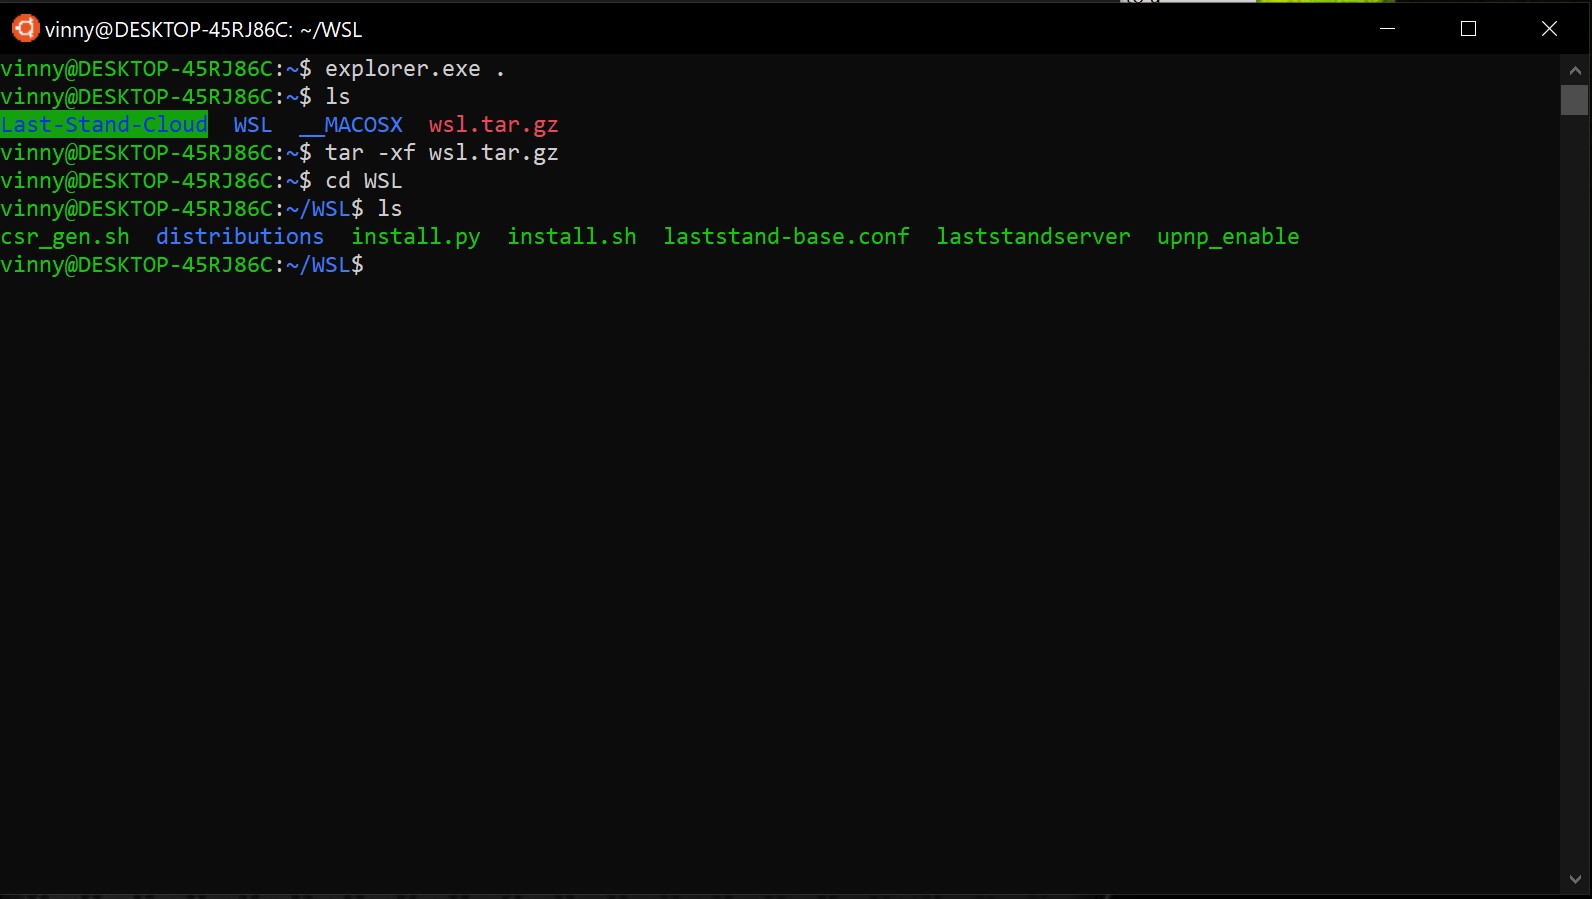 vinny@DESKTOP-45RJ86C: ~/WSL
vinny@DESKTOP-45RJ86C:~$ explorer.exe .
vinny@DESKTOP-45RJ86C:~$ ls
Last-Stand-Cloud  WSL  __MACOSX  wsl.tar.gz
vinny@DESKTOP-45RJ86C:~$ tar -xf wsl.tar.gz
vinny@DESKTOP-45RJ86C:~$ cd WSL
vinny@DESKTOP-45RJ86C:~/WSL$ ls
csr_gen.sh  distributions  install.py  install.sh  laststand-base.conf  laststandserver  upnp_enable
vinny@DESKTOP-45RJ86C:~/WSL$